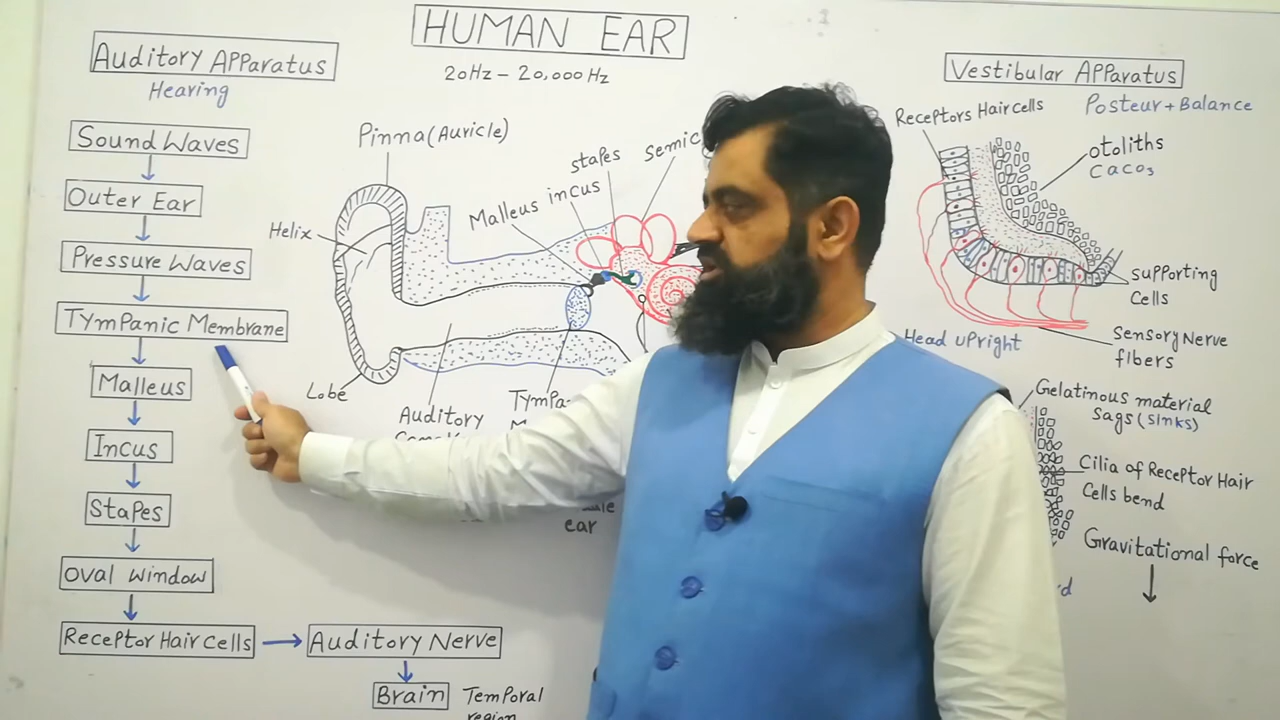 HUMAN EAR
20Hz – 20,000 Hz
Auditory Apparatus
Hearing
Sound Waves
Outer Ear
Pressure Waves
Tympanic Membrane
Malleus
Incus
Stapes
Oval window
Receptor Hair cells
Auditory Nerve
Brain
Temporal
region
Pinna (Auricle)
Helix
Lobe
Malleus
incus
stapes
Auditory
ear
Vestibular Apparatus
Posteur + Balance
Receptors Hair cells
otoliths
CaCO3
supporting
Cells
Sensory Nerve
fibers
Head upright
Gelatinous material
Sags (sinks)
Cilia of Receptor Hair
Cells bend
Gravitational force